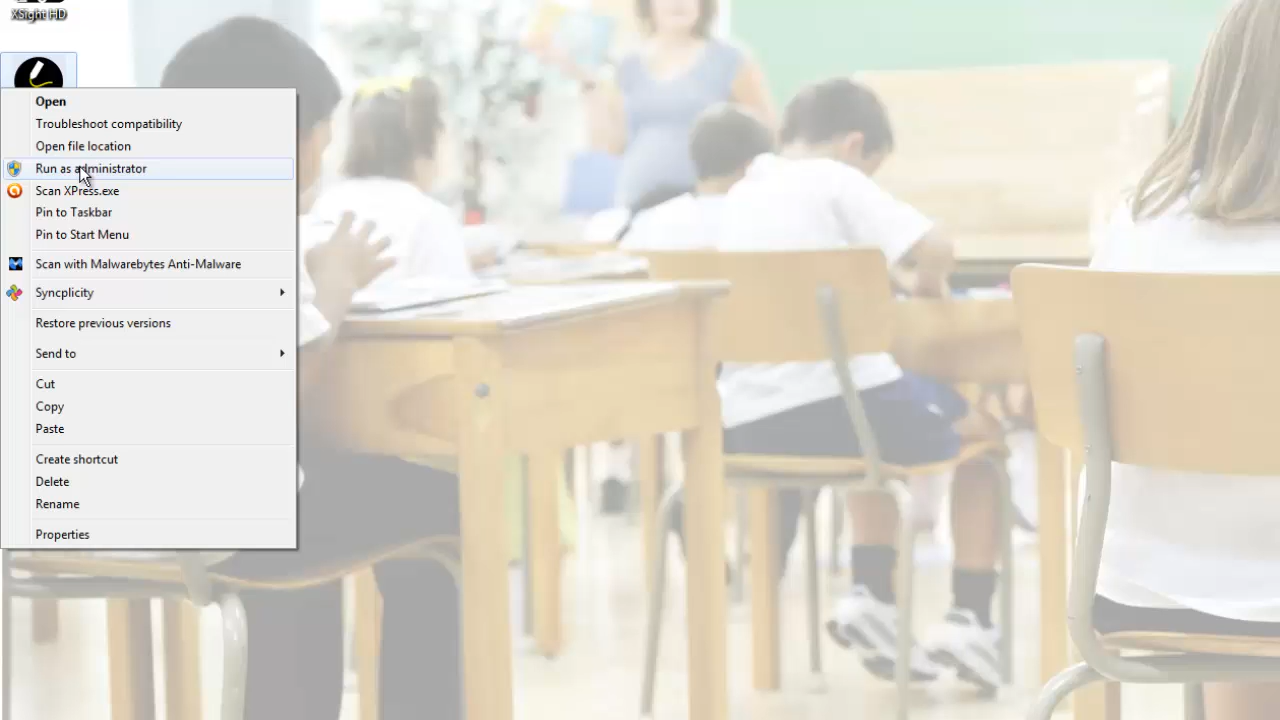 XSight HD
Open
Troubleshoot compatibility
Open file location
Run as administrator
Scan XPress.exe
Pin to Taskbar
Pin to Start Menu
Scan with Malwarebytes Anti-Malware
Syncplicity
Restore previous versions
Send to
Cut
Copy
Paste
Create shortcut
Delete
Rename
Properties